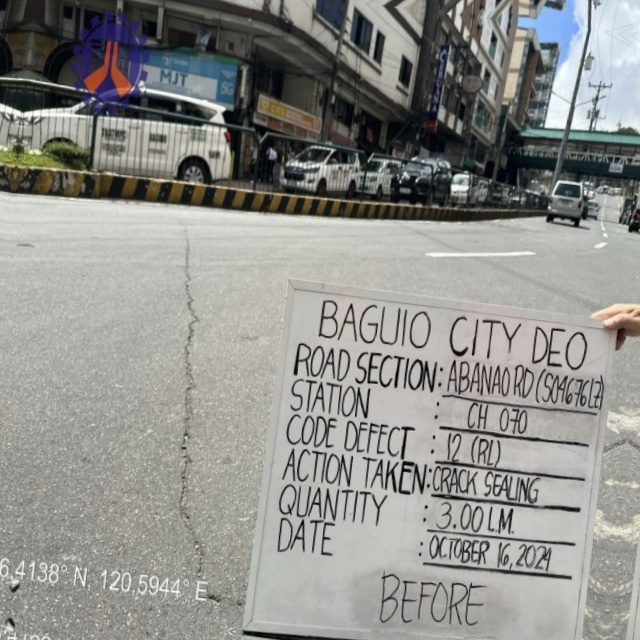 MJT
5G
BAGUIO CITY DEO
ROAD SECTION: ABANAO RD (S04676LZ)
STATION : CH 070
CODE DEFECT : 12 (RL)
ACTION TAKEN: CRACK SEALING
QUANTITY : 3.00 L.M.
DATE : OCTOBER 16, 2024
BEFORE
6.4138° N, 120.5944° E